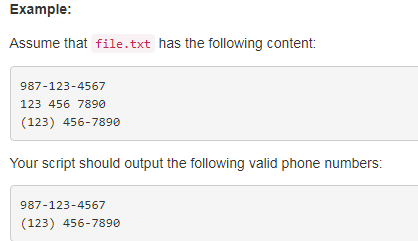 Example:
Assume that file.txt has the following content:
987-123-4567
123 456 7890
(123) 456-7890
Your script should output the following valid phone numbers:
987-123-4567
(123) 456-7890